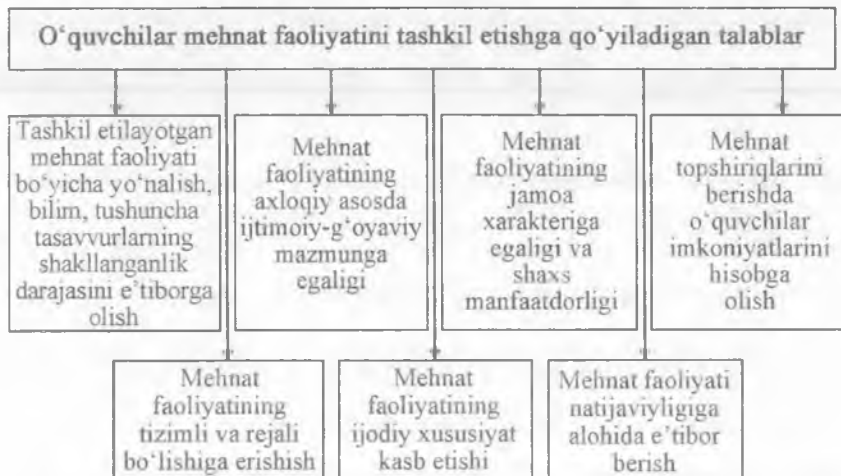 O‘quvchilar mehnat faoliyatini tashkil etishga qo‘yiladigan talablar
Tashkil etilayotgan
mehnat faoliyati
bo‘yicha yo‘nalish,
bilim, tushuncha
tasavvurlarning
shakllanganlik
darajasini e’tiborga
olish
Mehnat
faoliyatining
axloqiy asosda
ijtimoiy-g‘oyaviy
mazmunga
egaligi
Mehnat
faoliyatining
jamoa
xarakteriga
egaligi va
shaxs
manfaatdorligi
Mehnat
topshiriqlarini
berishda
o‘quvchilar
imkoniyatlarini
hisobga
olish
Mehnat
faoliyatining
tizimli va rejali
bo‘lishiga erishish
Mehnat
faoliyatining
ijodiy xususiyat
kasb etishi
Mehnat faoliyati
natijaviyligiga
alohida e’tibor
berish